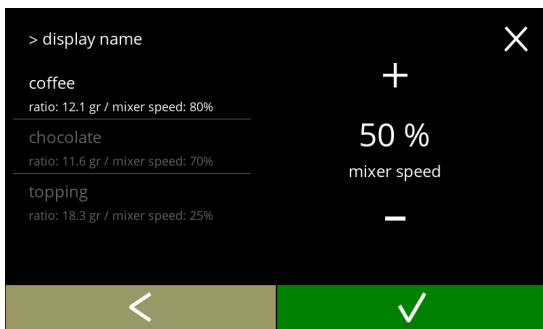 > display name
coffee
ratio: 12.1 gr / mixer speed: 80%
chocolate
ratio: 11.6 gr / mixer speed: 70%
topping
ratio: 18.3 gr / mixer speed: 25%
+
50 %
mixer speed
-
<